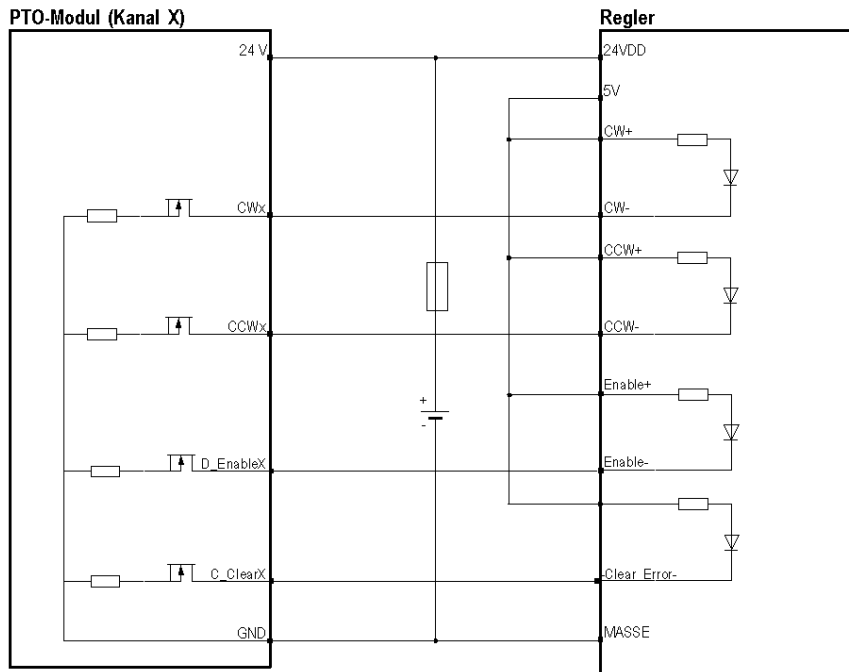 PTO-Modul (Kanal X)
Regler
24 V
24VDD
5V
CW+
CWx
CW-
CCW+
CCWx
CCW-
+
-
Enable+
D_EnableX
Enable-
C_ClearX
-Clear Error-
GND
MASSE